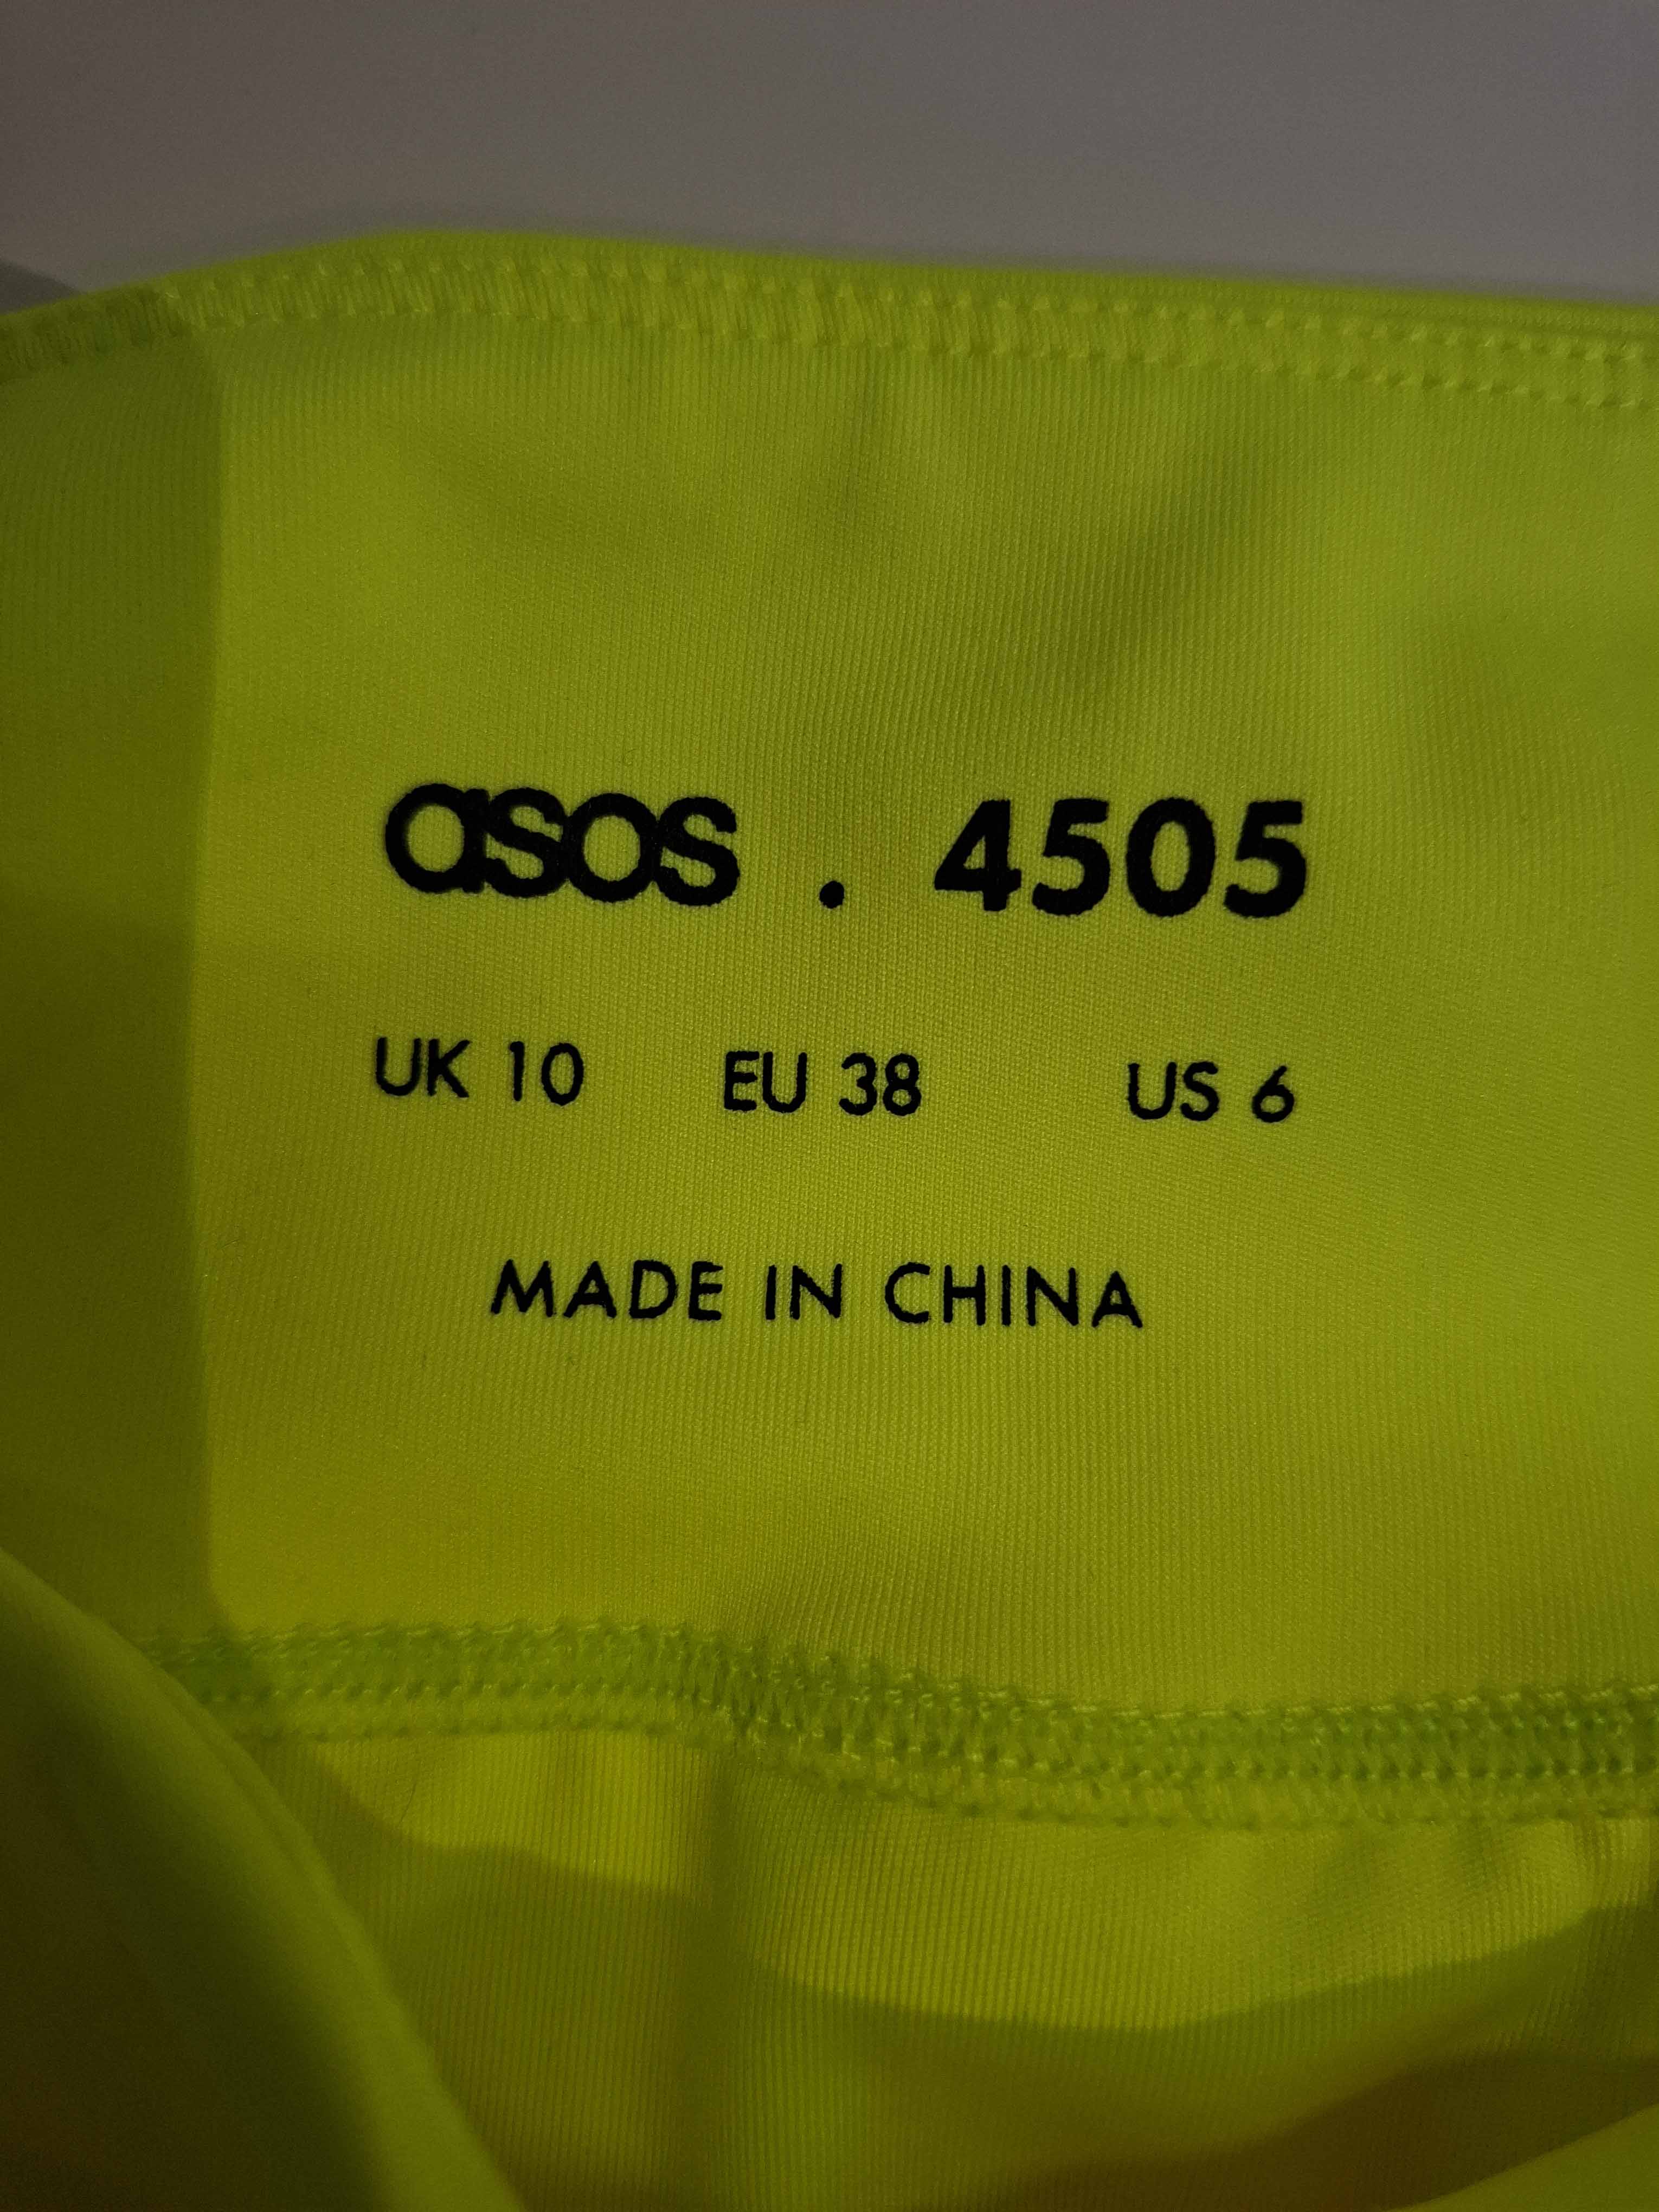 asos . 4505
UK 10 EU 38 US 6
MADE IN CHINA